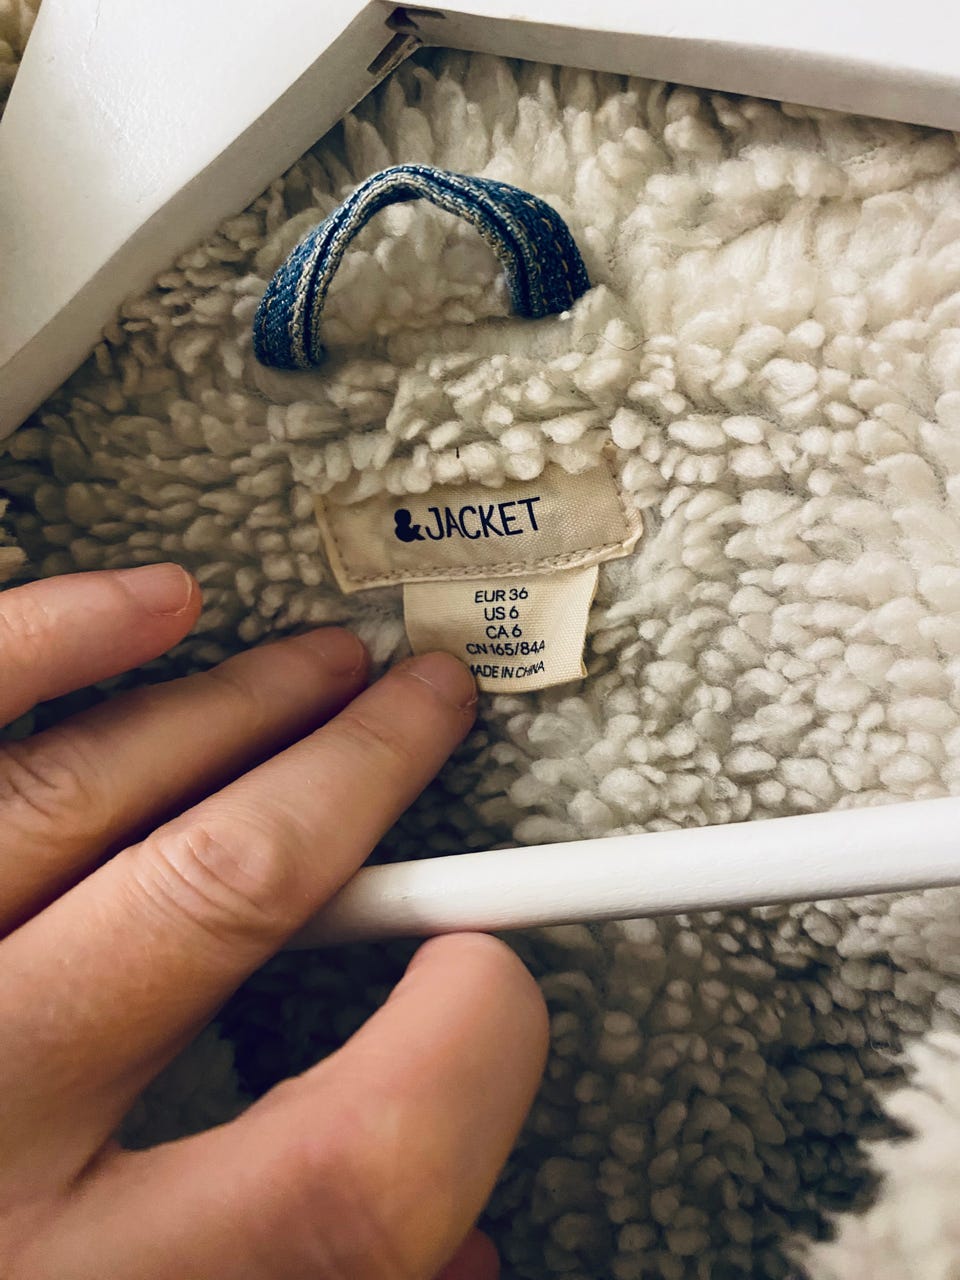 &JACKET
EUR 36
US 6
CA 6
CN 165/84A
MADE IN CHINA